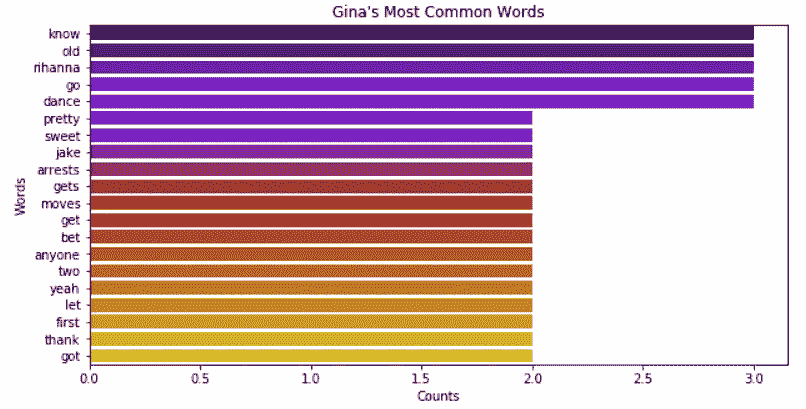 Gina's Most Common Words
know
old
rihanna
go
dance
pretty
sweet
jake
arrests
gets
moves
get
bet
anyone
two
yeah
let
first
thank
got
Words
0.0 0.5 1.0 1.5 2.0 2.5 3.0
Counts